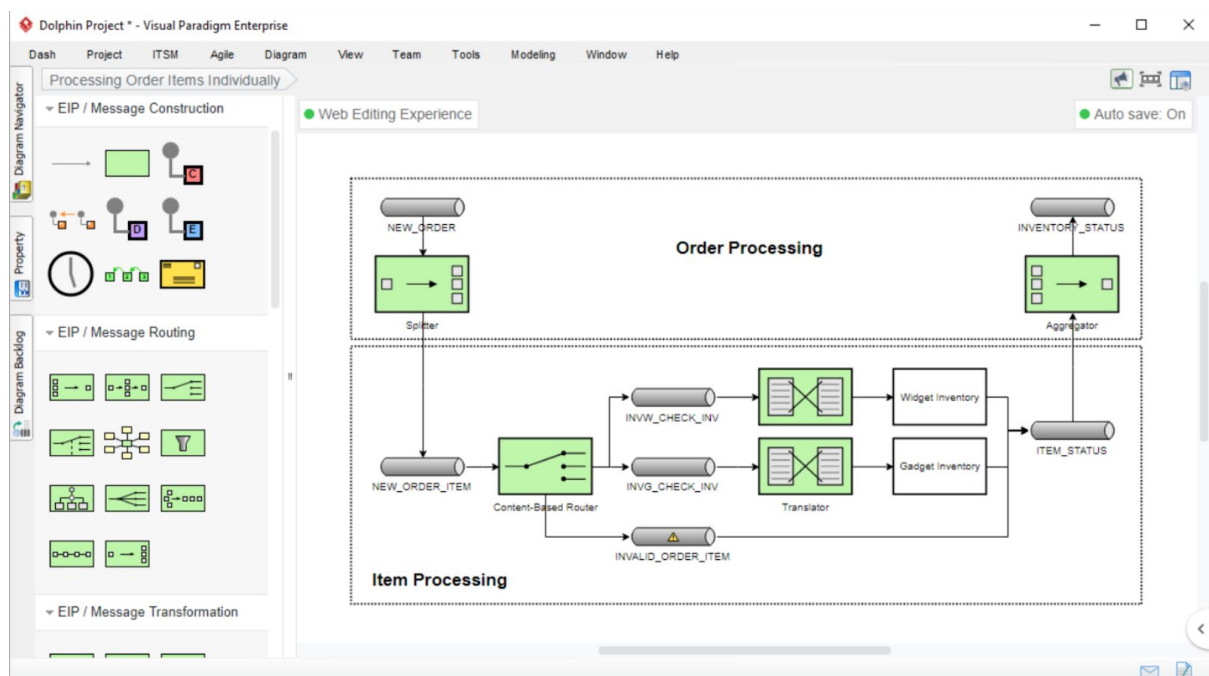 Dolphin Project * - Visual Paradigm Enterprise
Dash Project ITSM Agile Diagram View Team Tools Modeling Window Help
Processing Order Items Individually
Diagram Navigator
Property
Diagram Backlog
EIP / Message Construction
C
D
E
1 2 3
EIP / Message Routing
EIP / Message Transformation
Web Editing Experience
Auto save: On
NEW_ORDER
Order Processing
INVENTORY_STATUS
Splitter
Aggregator
INVW_CHECK_INV
Widget Inventory
ITEM_STATUS
NEW_ORDER_ITEM
Content-Based Router
INVG_CHECK_INV
Translator
Gadget Inventory
INVALID_ORDER_ITEM
Item Processing